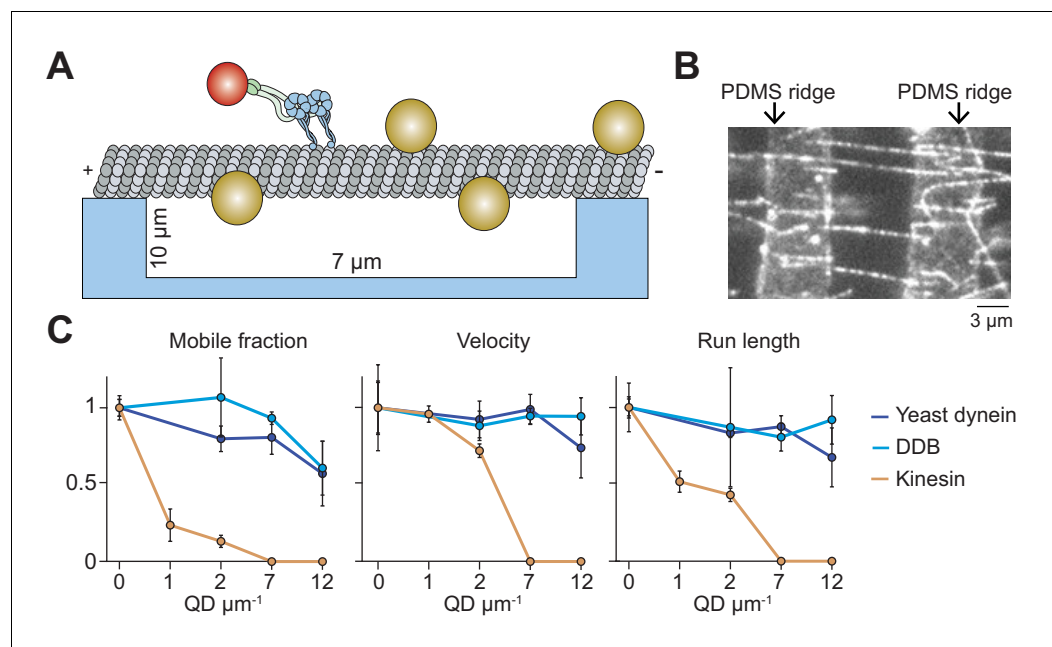 A
+
-
10 µm
7 µm
B
PDMS ridge PDMS ridge
3 µm
C
Mobile fraction Velocity Run length
1
0.5
0
0 1 2 7 12 0 1 2 7 12 0 1 2 7 12
QD µm⁻¹ QD µm⁻¹ QD µm⁻¹
Yeast dynein
DDB
Kinesin